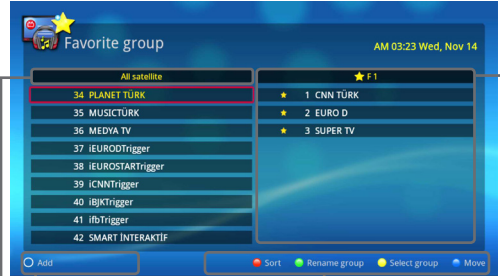 Favorite group
AM 03:23 Wed, Nov 14
All satellite
34 PLANET TÜRK
35 MUSICTÜRK
36 MEDYA TV
37 iEURODTrigger
38 iEUROSTARTrigger
39 iCNNTrigger
40 iBJKTrigger
41 ifbTrigger
42 SMART İNTERAKTİF
F 1
1 CNN TÜRK
2 EURO D
3 SUPER TV
Add
Sort Rename group Select group Move